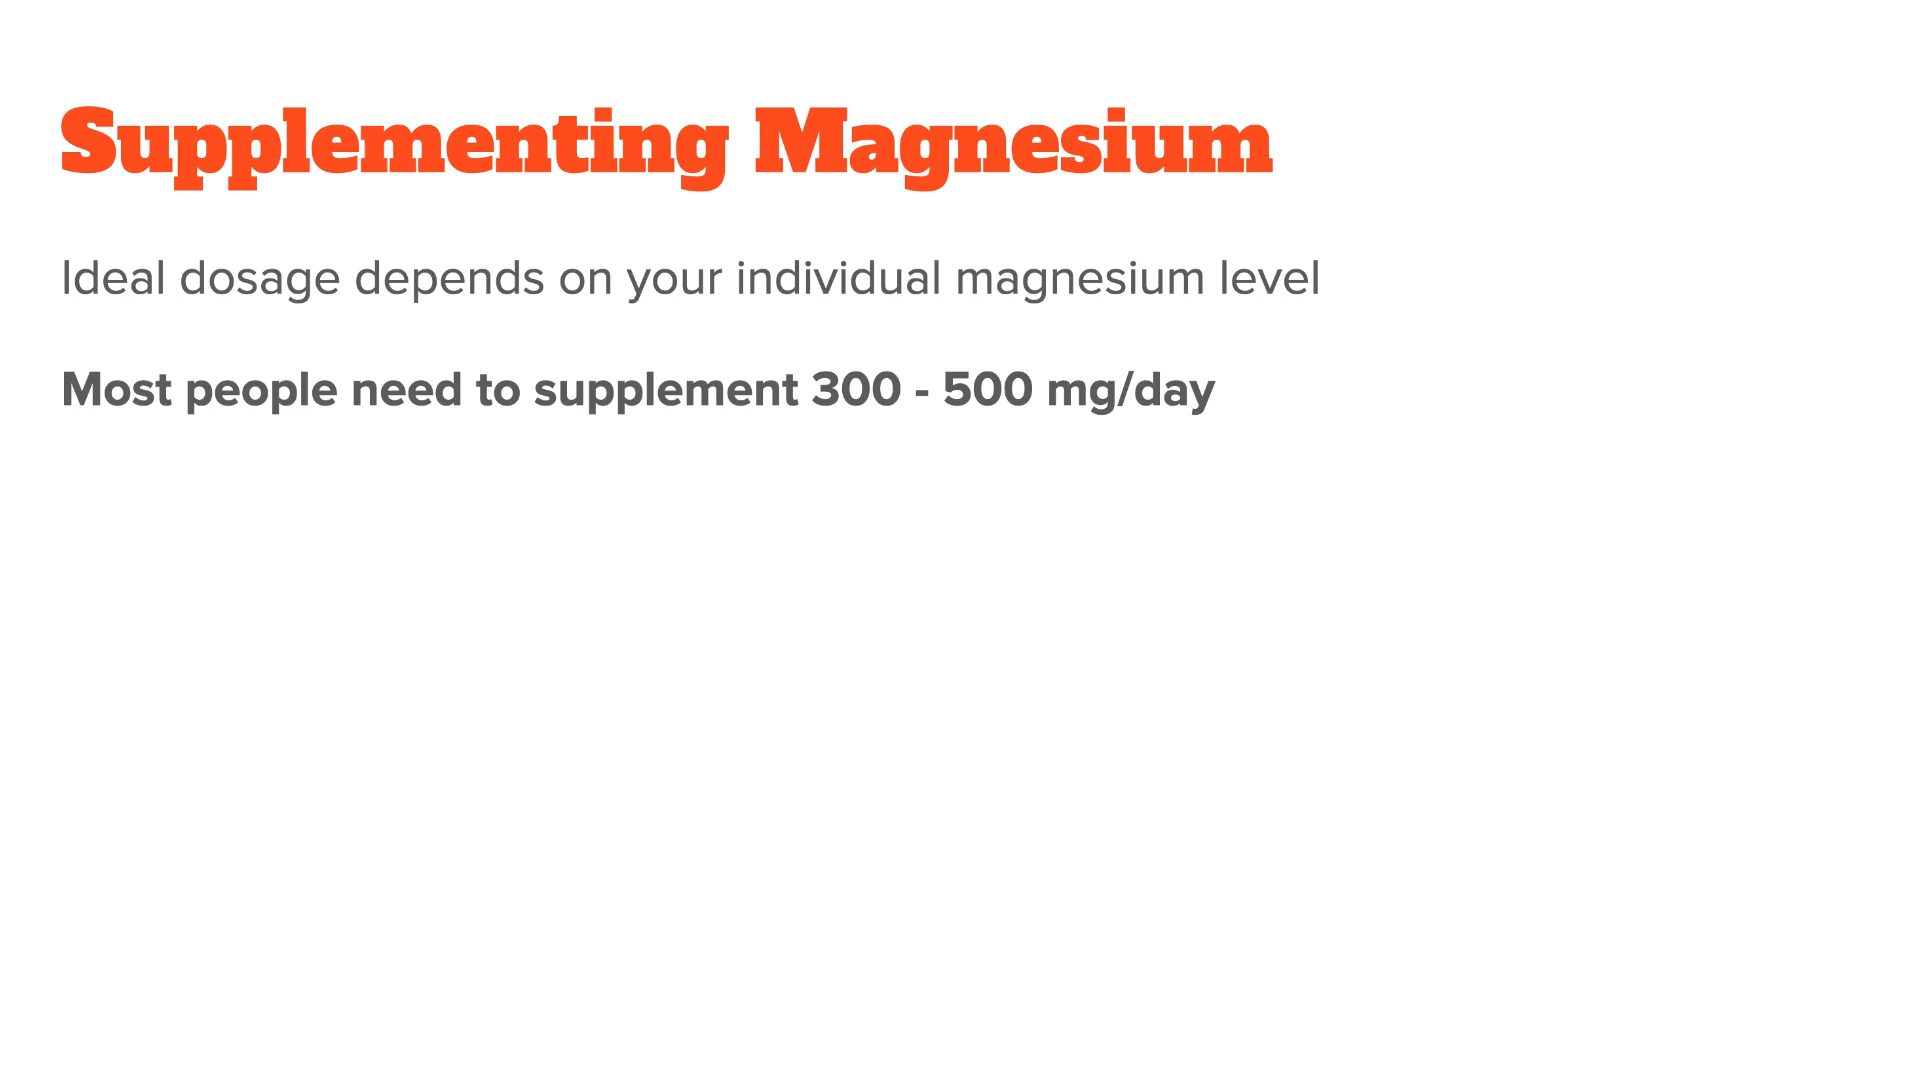 Supplementing Magnesium
Ideal dosage depends on your individual magnesium level
Most people need to supplement 300 - 500 mg/day